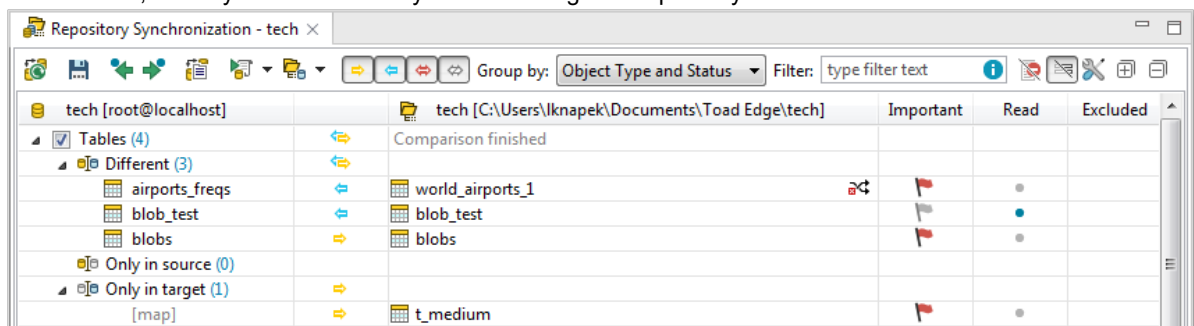 Repository Synchronization - tech
Group by: Object Type and Status Filter: type filter text
tech [root@localhost] tech [C:\Users\lknapek\Documents\Toad Edge\tech] Important Read Excluded
Tables (4) Comparison finished
Different (3)
airports_freqs world_airports_1
blob_test blob_test
blobs blobs
Only in source (0)
Only in target (1)
[map] t_medium